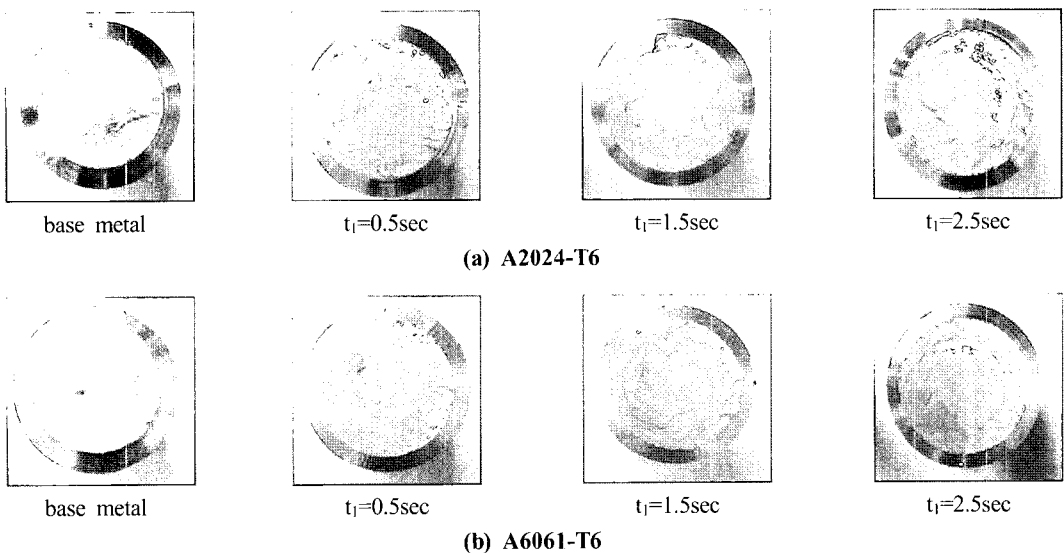 base metal t₁=0.5sec t₁=1.5sec t₁=2.5sec
(a) A2024-T6
base metal t₁=0.5sec t₁=1.5sec t₁=2.5sec
(b) A6061-T6